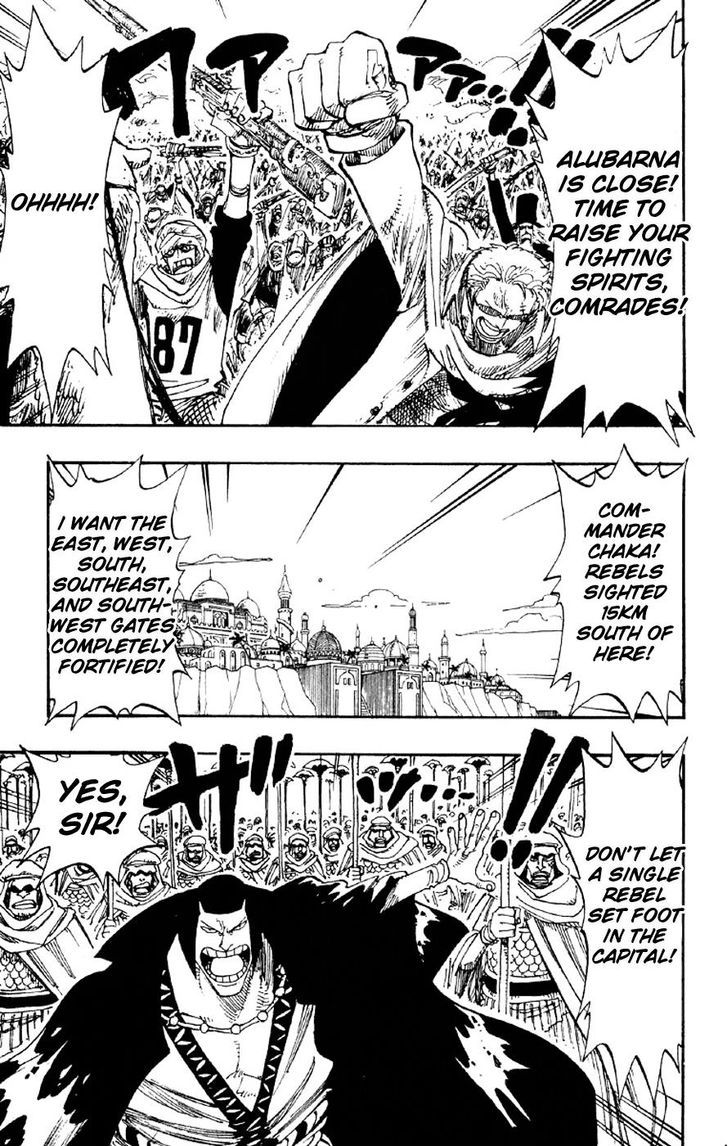 ALUBARNA
IS CLOSE!
TIME TO
RAISE YOUR
FIGHTING
SPIRITS,
COMRADES!
ワアアア…!!
OHHHH!
87
COM-
MANDER
CHAKA!
REBELS
SIGHTED
15KM
SOUTH OF
HERE!
I WANT THE
EAST, WEST,
SOUTH,
SOUTHEAST,
AND SOUTH-
WEST GATES
COMPLETELY
FORTIFIED!
DON'T LET
A SINGLE
REBEL
SET FOOT
IN THE
CAPITAL!
YES,
SIR!